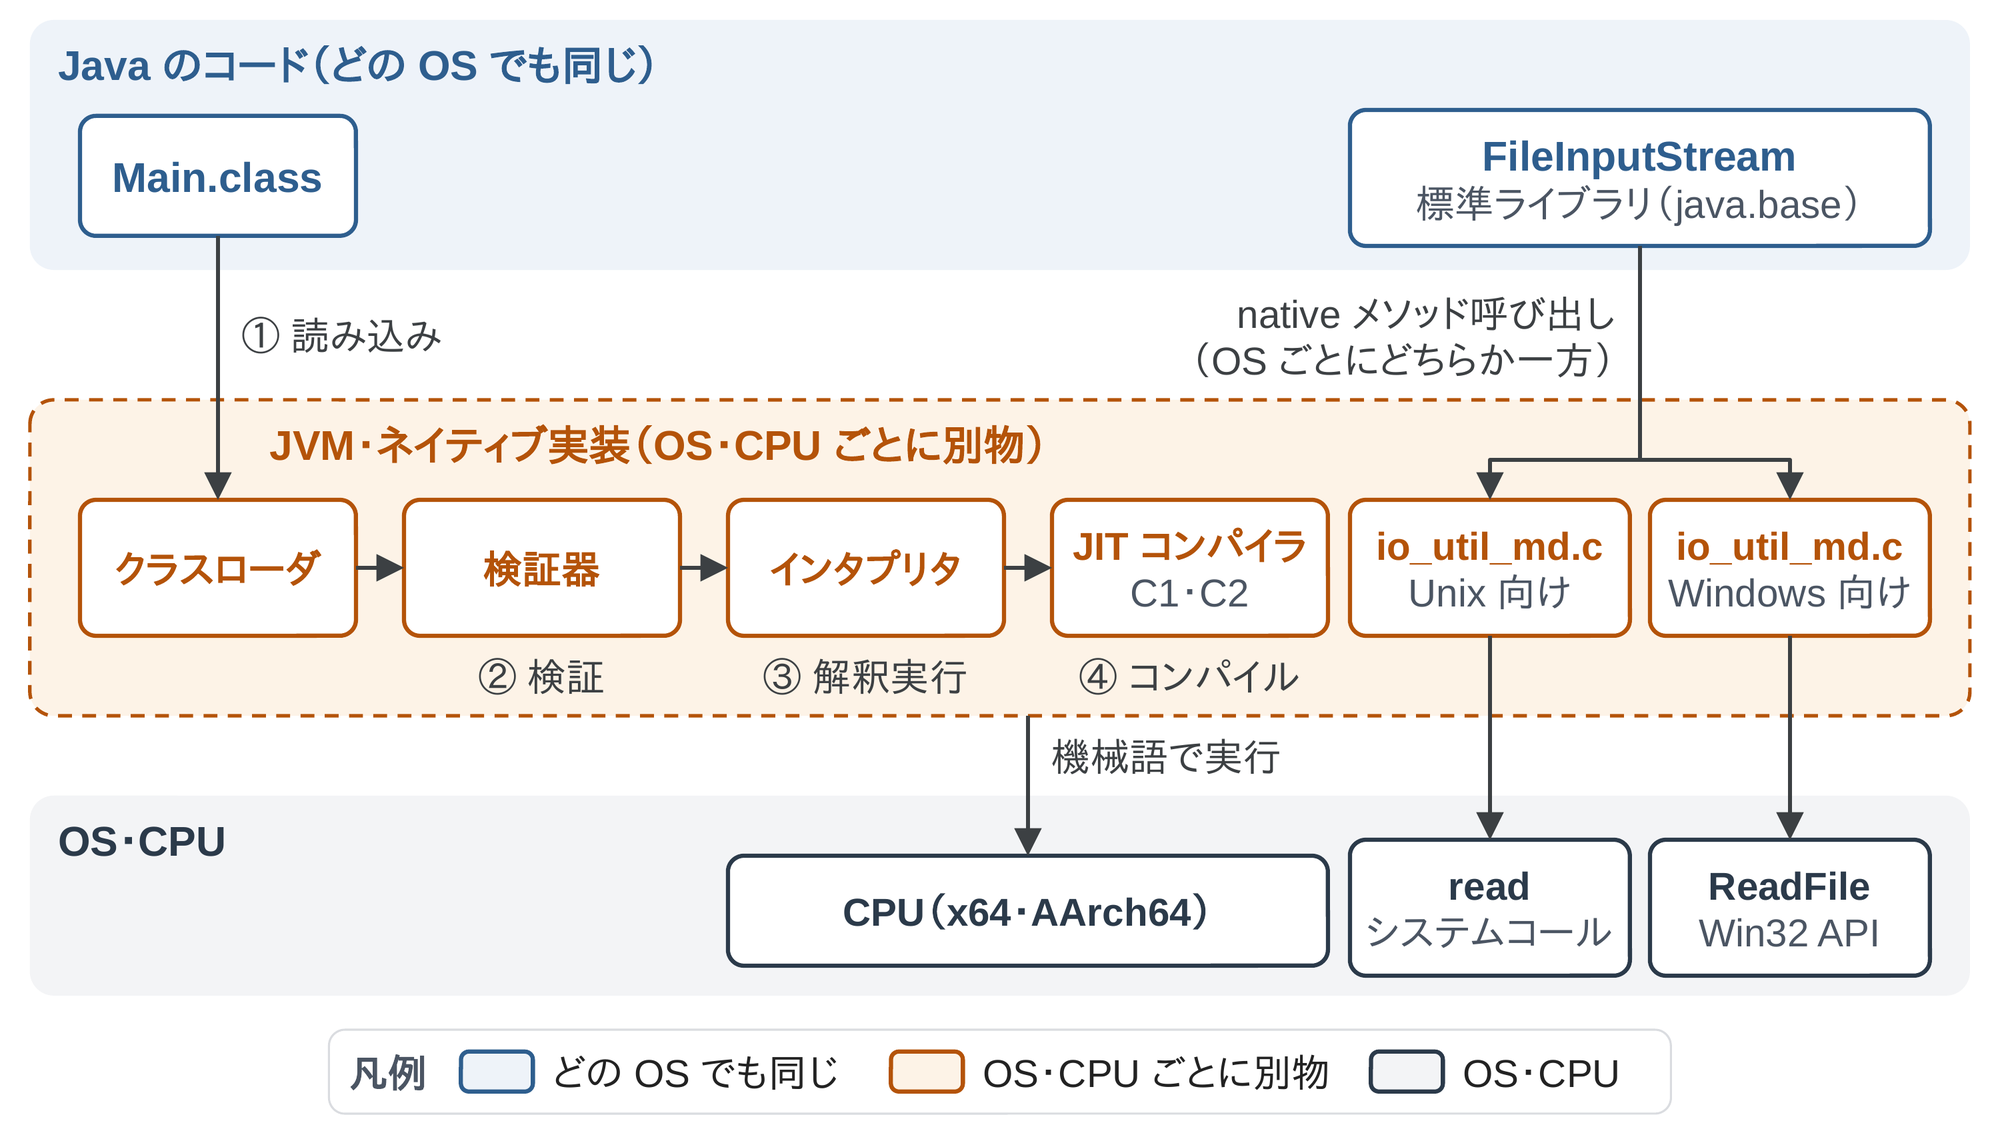 Java のコード（どの OS でも同じ）
Main.class
FileInputStream
標準ライブラリ（java.base）
① 読み込み
native メソッド呼び出し
（OS ごとにどちらか一方）
JVM・ネイティブ実装（OS・CPU ごとに別物）
クラスローダ
検証器
インタプリタ
JIT コンパイラ
C1・C2
io_util_md.c
Unix 向け
io_util_md.c
Windows 向け
② 検証
③ 解釈実行
④ コンパイル
機械語で実行
OS・CPU
CPU（x64・AArch64）
read
システムコール
ReadFile
Win32 API
凡例
どの OS でも同じ
OS・CPU ごとに別物
OS・CPU